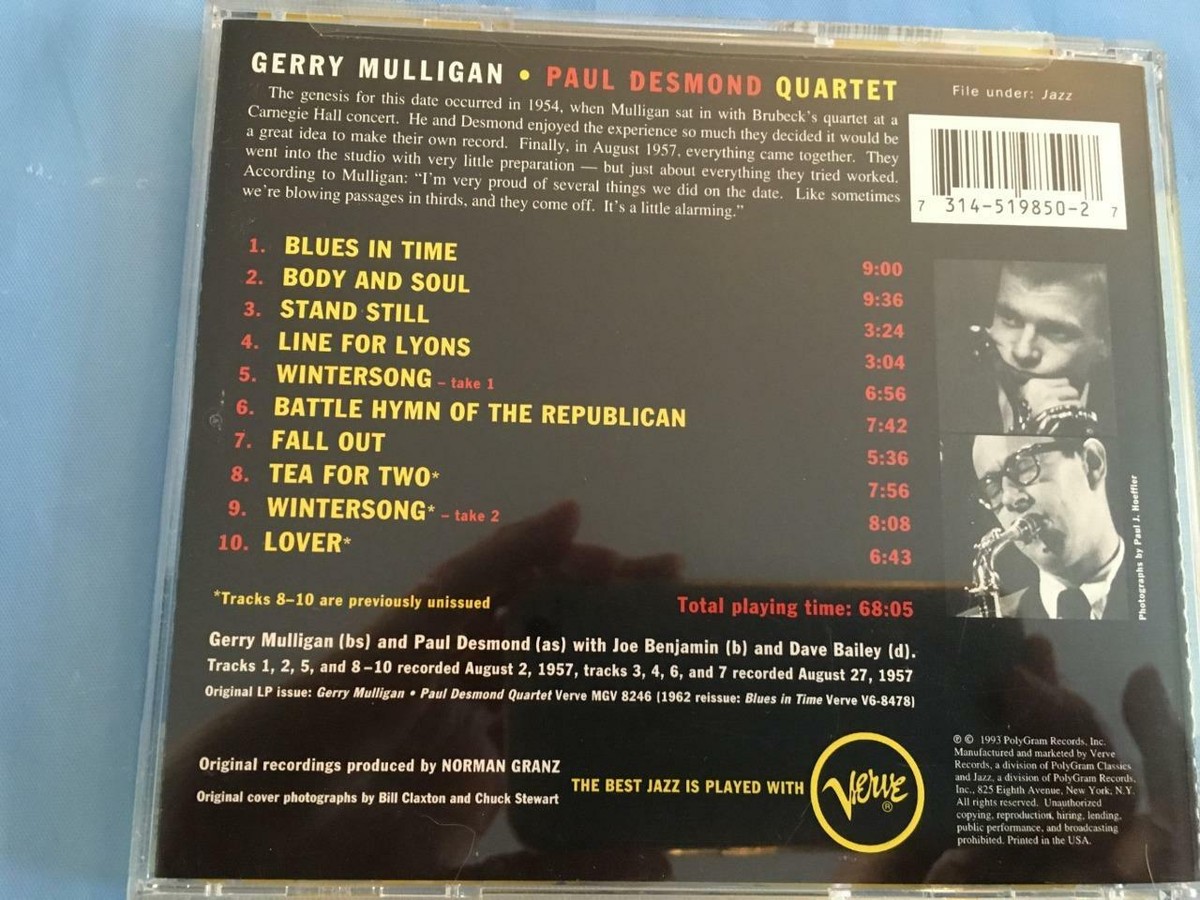 GERRY MULLIGAN • PAUL DESMOND QUARTET
The genesis for this date occurred in 1954, when Mulligan sat in with Brubeck's quartet at a
Carnegie Hall concert. He and Desmond enjoyed the experience so much they decided it would be
a great idea to make their own record. Finally, in August 1957, everything came together. They
went into the studio with very little preparation — but just about everything they tried worked.
According to Mulligan: "I'm very proud of several things we did on the date. Like sometimes
we're blowing passages in thirds, and they come off. It's a little alarming."
File under: Jazz
7 314-519850-2 7
1. BLUES IN TIME 9:00
2. BODY AND SOUL 9:36
3. STAND STILL 3:24
4. LINE FOR LYONS 3:04
5. WINTERSONG – take 1 6:56
6. BATTLE HYMN OF THE REPUBLICAN 7:42
7. FALL OUT 5:36
8. TEA FOR TWO* 7:56
9. WINTERSONG* – take 2 8:08
10. LOVER* 6:43
Photographs by Paul J. Hoeffler
*Tracks 8–10 are previously unissued
Total playing time: 68:05
Gerry Mulligan (bs) and Paul Desmond (as) with Joe Benjamin (b) and Dave Bailey (d).
Tracks 1, 2, 5, and 8–10 recorded August 2, 1957, tracks 3, 4, 6, and 7 recorded August 27, 1957
Original LP issue: Gerry Mulligan • Paul Desmond Quartet Verve MGV 8246 (1962 reissue: Blues in Time Verve V6-8478)
Original recordings produced by NORMAN GRANZ
Original cover photographs by Bill Claxton and Chuck Stewart
THE BEST JAZZ IS PLAYED WITH
Verve®
℗ © 1993 PolyGram Records, Inc.
Manufactured and marketed by Verve
Records, a division of PolyGram Classics
and Jazz, a division of PolyGram Records,
Inc., 825 Eighth Avenue, New York, N.Y.
All rights reserved. Unauthorized
copying, reproduction, hiring, lending,
public performance, and broadcasting
prohibited. Printed in the USA.